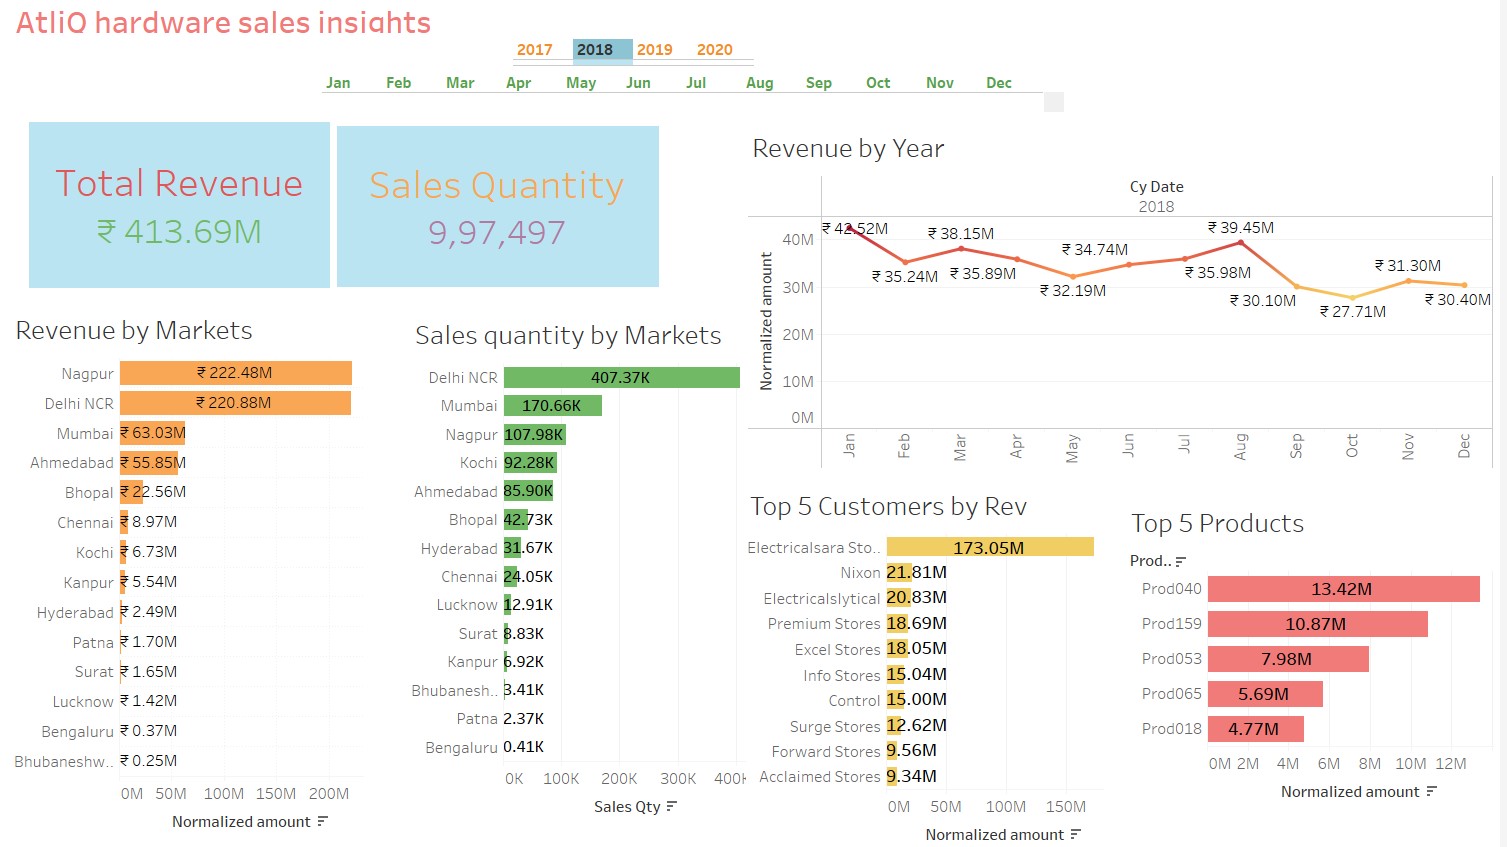 AtliQ hardware sales insights
2017 2018 2019 2020
Jan Feb Mar Apr May Jun Jul Aug Sep Oct Nov Dec
Total Revenue
₹ 413.69M
Sales Quantity
9,97,497
Revenue by Year
Cy Date
2018
Normalized amount
40M
30M
20M
10M
0M
₹ 42.52M
₹ 35.24M
₹ 38.15M
₹ 35.89M
₹ 32.19M
₹ 34.74M
₹ 35.98M
₹ 39.45M
₹ 30.10M
₹ 27.71M
₹ 31.30M
₹ 30.40M
Jan Feb Mar Apr May Jun Jul Aug Sep Oct Nov Dec
Revenue by Markets
Nagpur ₹ 222.48M
Delhi NCR ₹ 220.88M
Mumbai ₹ 63.03M
Ahmedabad ₹ 55.85M
Bhopal ₹ 22.56M
Chennai ₹ 8.97M
Kochi ₹ 6.73M
Kanpur ₹ 5.54M
Hyderabad ₹ 2.49M
Patna ₹ 1.70M
Surat ₹ 1.65M
Lucknow ₹ 1.42M
Bengaluru ₹ 0.37M
Bhubaneshw.. ₹ 0.25M
0M 50M 100M 150M 200M
Normalized amount
Sales quantity by Markets
Delhi NCR 407.37K
Mumbai 170.66K
Nagpur 107.98K
Kochi 92.28K
Ahmedabad 85.90K
Bhopal 42.73K
Hyderabad 31.67K
Chennai 24.05K
Lucknow 12.91K
Surat 8.83K
Kanpur 6.92K
Bhubanesh.. 3.41K
Patna 2.37K
Bengaluru 0.41K
0K 100K 200K 300K 400K
Sales Qty
Top 5 Customers by Rev
Electricalsara Sto.. 173.05M
Nixon 21.81M
Electricalslytical 20.83M
Premium Stores 18.69M
Excel Stores 18.05M
Info Stores 15.04M
Control 15.00M
Surge Stores 12.62M
Forward Stores 9.56M
Acclaimed Stores 9.34M
0M 50M 100M 150M
Normalized amount
Top 5 Products
Prod..
Prod040 13.42M
Prod159 10.87M
Prod053 7.98M
Prod065 5.69M
Prod018 4.77M
0M 2M 4M 6M 8M 10M 12M
Normalized amount